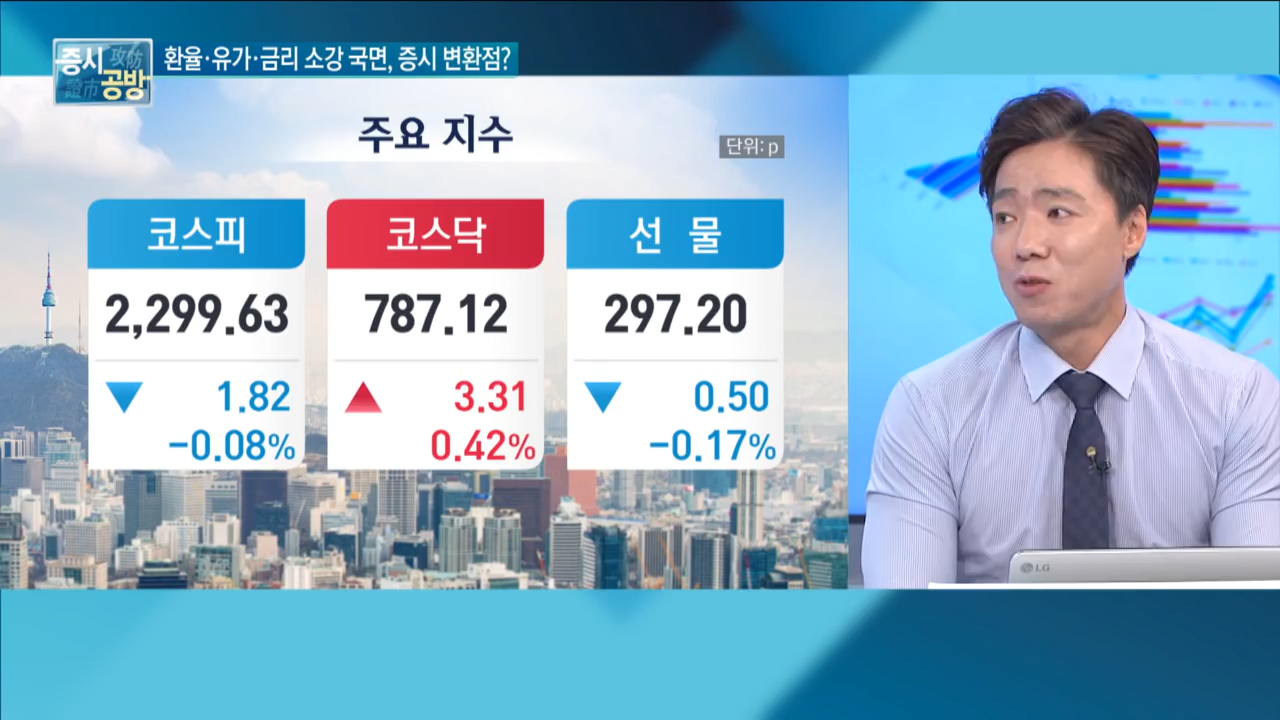 증시 攻防
證市 공방
환율·유가·금리 소강 국면, 증시 변환점?
주요 지수
단위: p
코스피
2,299.63
▼ 1.82
-0.08%
코스닥
787.12
▲ 3.31
0.42%
선 물
297.20
▼ 0.50
-0.17%
LG